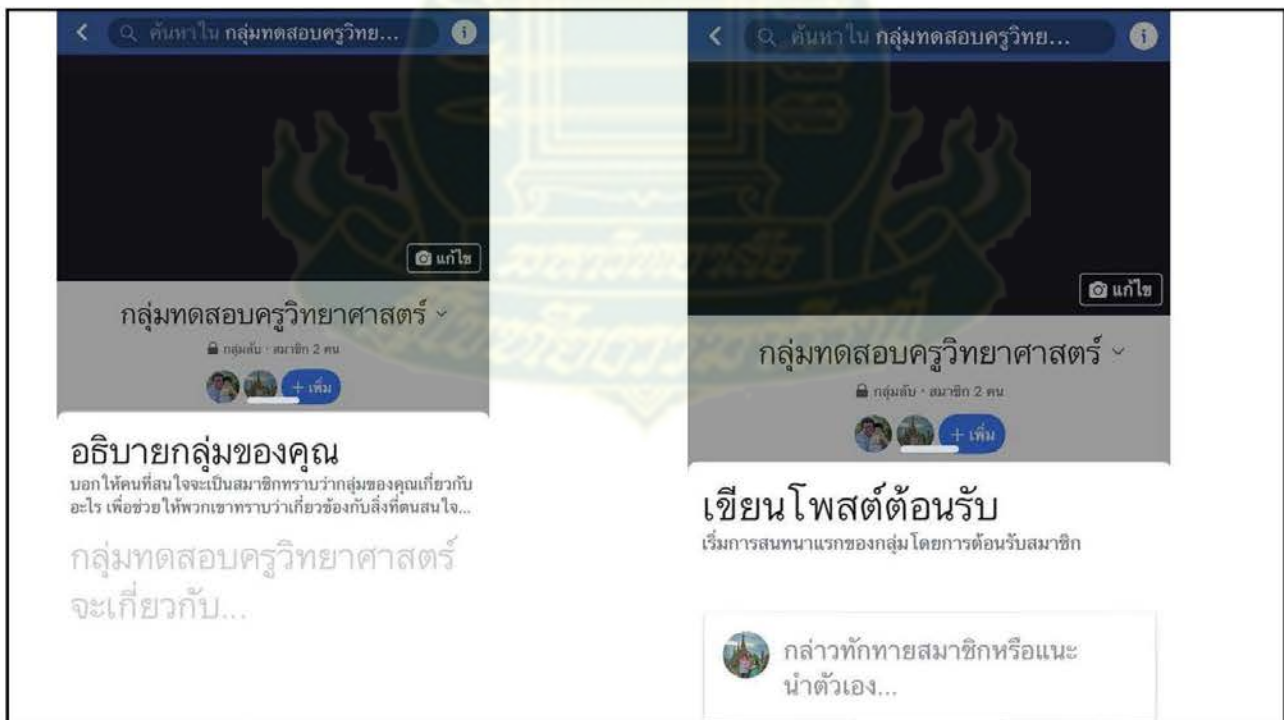 ค้นหาใน กลุ่มทดสอบครูวิทย...
แก้ไข
กลุ่มทดสอบครูวิทยาศาสตร์
กลุ่มลับ · สมาชิก 2 คน
+ เพิ่ม
อธิบายกลุ่มของคุณ
บอกให้คนที่สนใจจะเป็นสมาชิกทราบว่ากลุ่มของคุณเกี่ยวกับ
อะไร เพื่อช่วยให้พวกเขาทราบว่าเกี่ยวข้องกับสิ่งที่ตนสนใจ...
กลุ่มทดสอบครูวิทยาศาสตร์
จะเกี่ยวกับ...
ค้นหาใน กลุ่มทดสอบครูวิทย...
แก้ไข
กลุ่มทดสอบครูวิทยาศาสตร์
กลุ่มลับ · สมาชิก 2 คน
+ เพิ่ม
เขียนโพสต์ต้อนรับ
เริ่มการสนทนาแรกของกลุ่มโดยการต้อนรับสมาชิก
กล่าวทักทายสมาชิกหรือแนะ
นำตัวเอง...